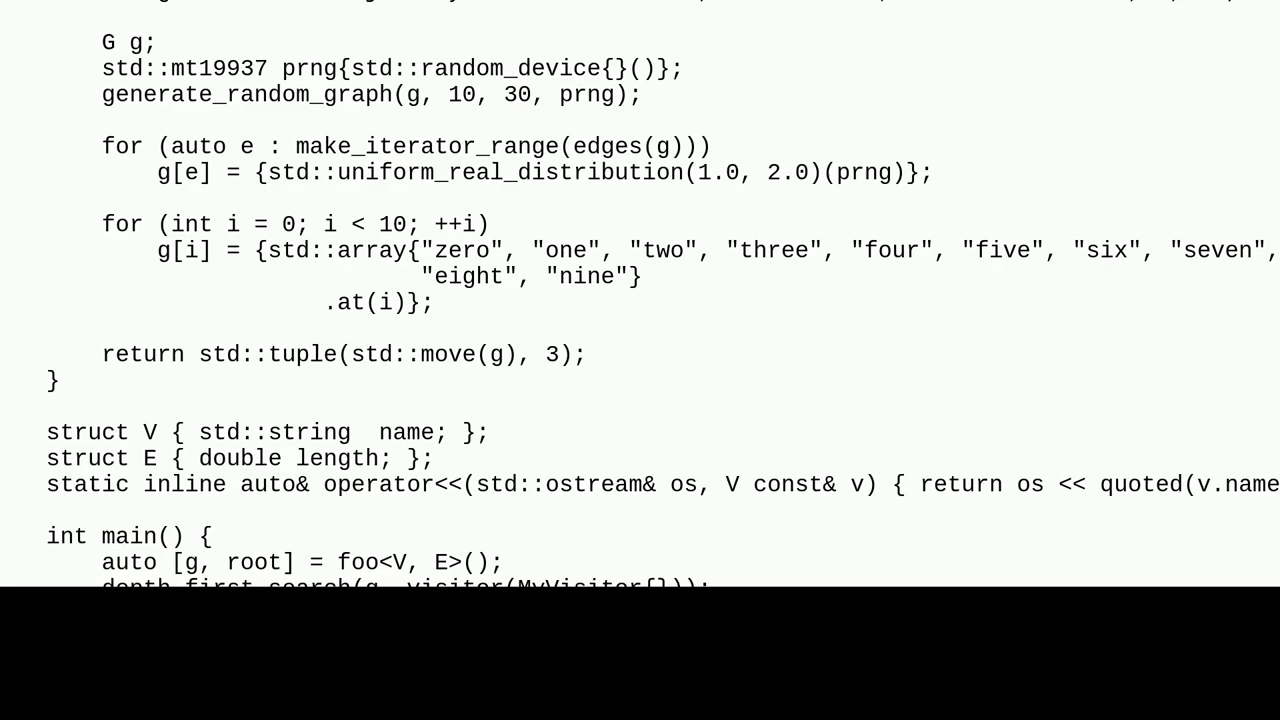 G g;
std::mt19937 prng{std::random_device{}()};
generate_random_graph(g, 10, 30, prng);
for (auto e : make_iterator_range(edges(g)))
g[e] = {std::uniform_real_distribution(1.0, 2.0)(prng)};
for (int i = 0; i < 10; ++i)
g[i] = {std::array{"zero", "one", "two", "three", "four", "five", "six", "seven",
"eight", "nine"}
.at(i)};
return std::tuple(std::move(g), 3);
}
struct V { std::string  name; };
struct E { double length; };
static inline auto& operator<<(std::ostream& os, V const& v) { return os << quoted(v.name
int main() {
auto [g, root] = foo<V, E>();
depth_first_search(g, visitor(MyVisitor{}));